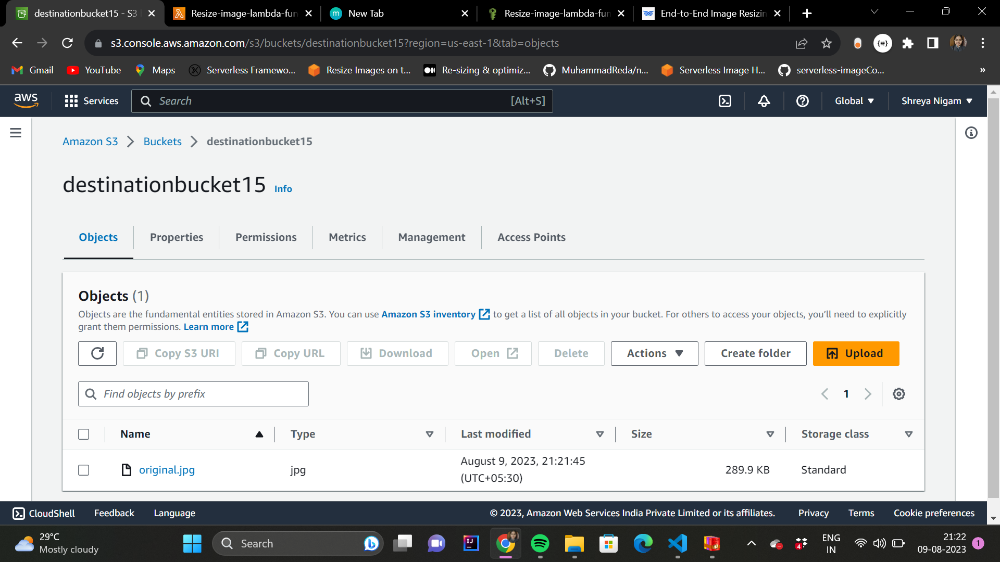 destinationbucket15 - S3
Resize-image-lambda-fun
New Tab
Resize-image-lambda-fun
End-to-End Image Resizin
s3.console.aws.amazon.com/s3/buckets/destinationbucket15?region=us-east-1&tab=objects
Gmail
YouTube
Maps
Serverless Framewo...
Resize Images on t...
Re-sizing & optimiz...
MuhammadReda/n...
Serverless Image H...
serverless-imageCo...
»
aws
Services
Search
[Alt+S]
Global
Shreya Nigam
Amazon S3
Buckets
destinationbucket15
destinationbucket15 Info
Objects
Properties
Permissions
Metrics
Management
Access Points
Objects (1)
Objects are the fundamental entities stored in Amazon S3. You can use Amazon S3 inventory to get a list of all objects in your bucket. For others to access your objects, you’ll need to explicitly
grant them permissions. Learn more
Copy S3 URI
Copy URL
Download
Open
Delete
Actions
Create folder
Upload
Find objects by prefix
1
Name
Type
Last modified
Size
Storage class
original.jpg
jpg
August 9, 2023, 21:21:45
(UTC+05:30)
289.9 KB
Standard
CloudShell
Feedback
Language
© 2023, Amazon Web Services India Private Limited or its affiliates.
Privacy
Terms
Cookie preferences
29°C
Mostly cloudy
Search
IJ
4
ENG
IN
21:22
09-08-2023
1